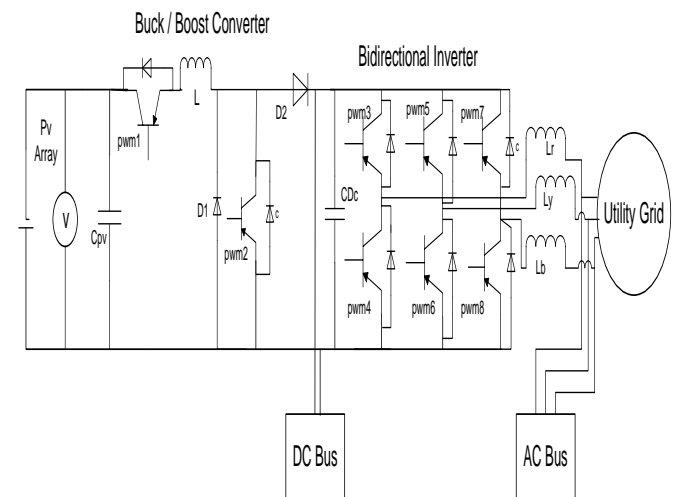 Buck / Boost Converter
Bidirectional Inverter
Pv
Array
V
Cpv
pwm1
L
D1
pwm2
c
D2
CDc
pwm3
pwm5
pwm7
c
pwm4
pwm6
pwm8
Lr
Ly
Lb
Utility Grid
DC Bus
AC Bus